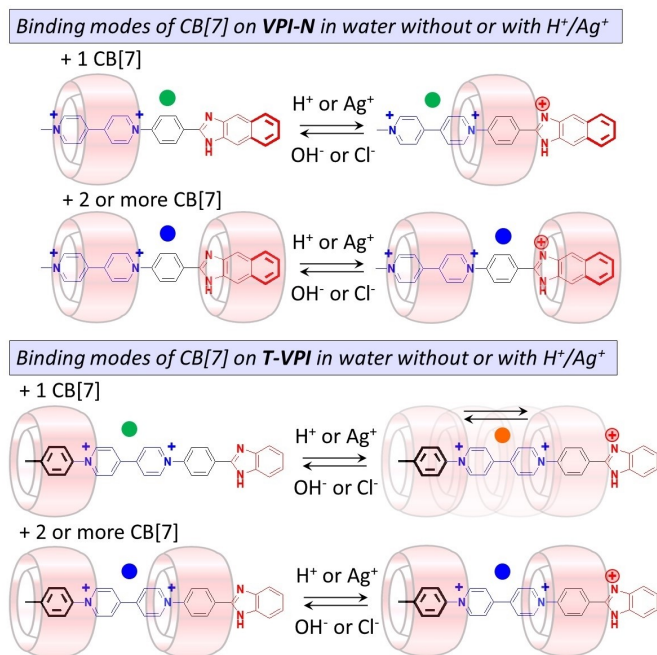 Binding modes of CB[7] on VPI-N in water without or with H⁺/Ag⁺
+ 1 CB[7]
H⁺ or Ag⁺
OH⁻ or Cl⁻
+ N + N N N H
N + N + N N H
+ 2 or more CB[7]
H⁺ or Ag⁺
OH⁻ or Cl⁻
+ N + N N N H
N + N + N N H
Binding modes of CB[7] on T-VPI in water without or with H⁺/Ag⁺
+ 1 CB[7]
H⁺ or Ag⁺
OH⁻ or Cl⁻
+ N + N N N H
+ N + N + N N H
+ 2 or more CB[7]
H⁺ or Ag⁺
OH⁻ or Cl⁻
+ N + N N N H
+ N + N + N N H